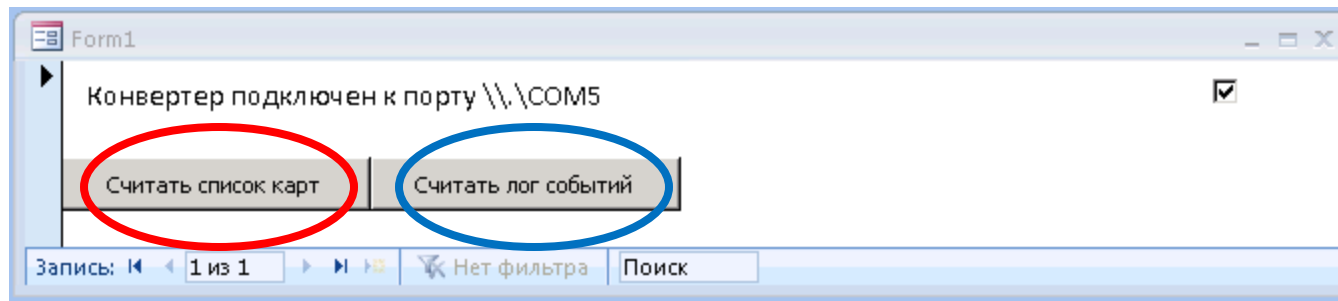 Form1
Конвертер подключен к порту \\.\COM5
Считать список карт Считать лог событий
Запись: 1 из 1 Нет фильтра Поиск